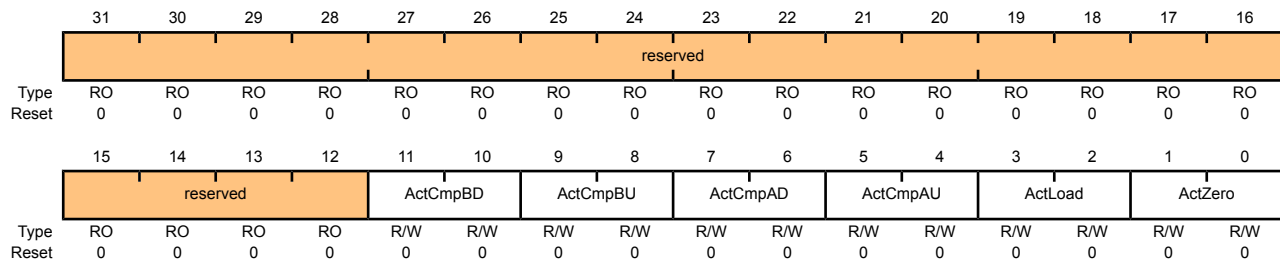 31 30 29 28 27 26 25 24 23 22 21 20 19 18 17 16
reserved
Type RO RO RO RO RO RO RO RO RO RO RO RO RO RO RO RO
Reset 0 0 0 0 0 0 0 0 0 0 0 0 0 0 0 0
15 14 13 12 11 10 9 8 7 6 5 4 3 2 1 0
reserved ActCmpBD ActCmpBU ActCmpAD ActCmpAU ActLoad ActZero
Type RO RO RO RO R/W R/W R/W R/W R/W R/W R/W R/W R/W R/W R/W R/W
Reset 0 0 0 0 0 0 0 0 0 0 0 0 0 0 0 0